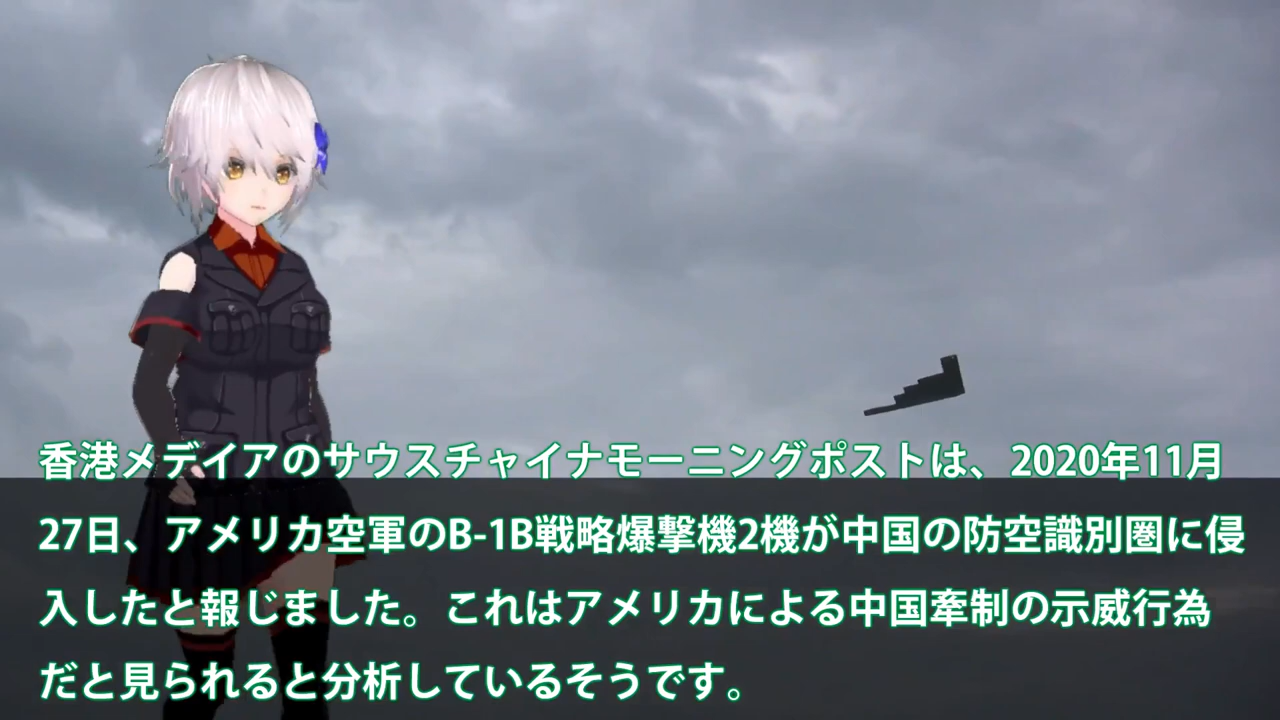 香港メデイアのサウスチャイナモーニングポストは、2020年11月
27日、アメリカ空軍のB-1B戦略爆撃機2機が中国の防空識別圏に侵
入したと報じました。これはアメリカによる中国牽制の示威行為
だと見られると分析しているそうです。